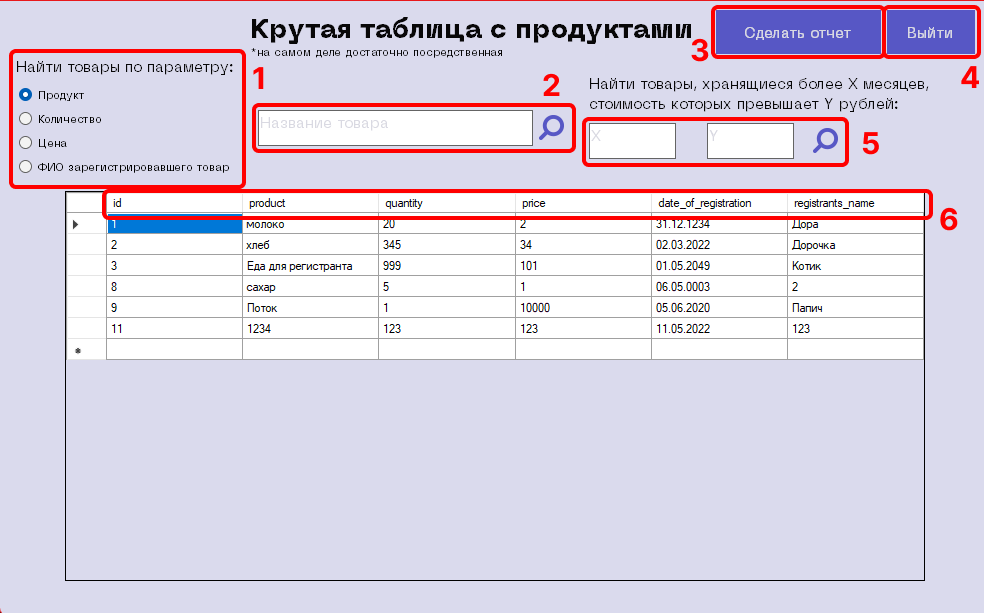 Крутая таблица с продуктами
*на самом деле достаточно посредственная
3
Сделать отчет
Выйти
4
Найти товары по параметру:
1
Продукт
Количество
Цена
ФИО зарегистрировавшего товар
2
Название товара
Найти товары, хранящиеся более X месяцев,
стоимость которых превышает Y рублей:
X
Y
5
id product quantity price date_of_registration registrants_name
6
1 молоко 20 2 31.12.1234 Дора
2 хлеб 345 34 02.03.2022 Дорочка
3 Еда для регистранта 999 101 01.05.2049 Котик
8 сахар 5 1 06.05.0003 2
9 Поток 1 10000 05.06.2020 Папич
11 1234 123 123 11.05.2022 123